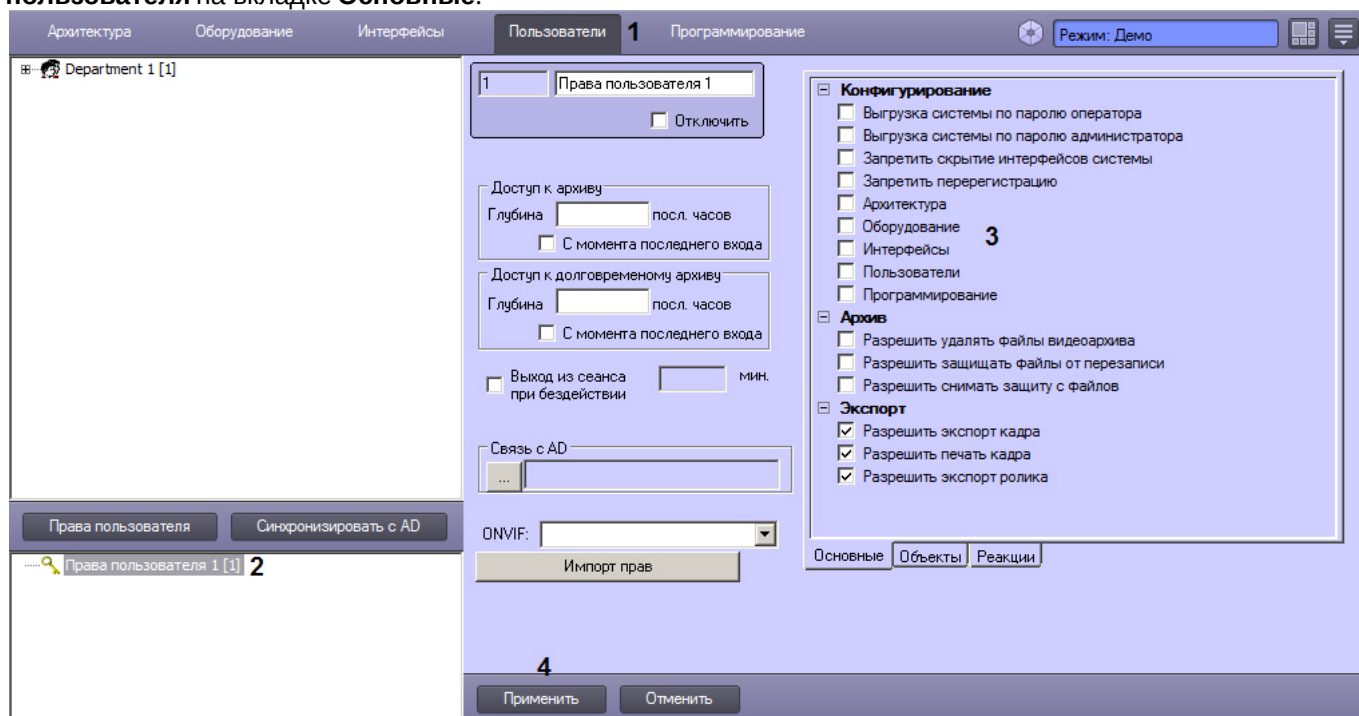 пользователя на вкладке Основные.
Архитектура Оборудование Интерфейсы Пользователи 1 Программирование Режим: Демо
Department 1 [1]
1 Права пользователя 1
Отключить
Доступ к архиву
Глубина посл. часов
С момента последнего входа
Доступ к долговременому архиву
Глубина посл. часов
С момента последнего входа
Выход из сеанса
при бездействии
мин.
Связь с AD
...
ONVIF:
Импорт прав
Конфигурирование
Выгрузка системы по паролю оператора
Выгрузка системы по паролю администратора
Запретить скрытие интерфейсов системы
Запретить перерегистрацию
Архитектура
Оборудование
3
Интерфейсы
Пользователи
Программирование
Архив
Разрешить удалять файлы видеоархива
Разрешить защищать файлы от перезаписи
Разрешить снимать защиту с файлов
Экспорт
Разрешить экспорт кадра
Разрешить печать кадра
Разрешить экспорт ролика
Основные Объекты Реакции
Права пользователя Синхронизировать с AD
Права пользователя 1 [1] 2
4
Применить Отменить